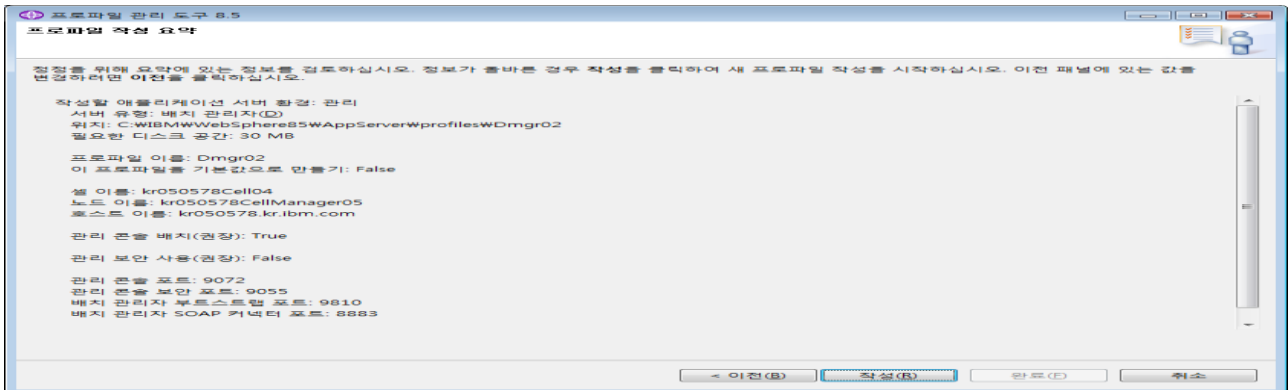 프로파일 관리 도구 8.5
프로파일 작성 요약
정정을 위해 요약에 있는 정보를 검토하십시오. 정보가 올바른 경우 작성을 클릭하여 새 프로파일 작성을 시작하십시오. 이전 패널에 있는 값을
변경하려면 이전을 클릭하십시오.
작성할 애플리케이션 서버 환경: 관리
서버 유형: 배치 관리자(D)
위치: C:₩IBM₩WebSphere85₩AppServer₩profiles₩Dmgr02
필요한 디스크 공간: 30 MB
프로파일 이름: Dmgr02
이 프로파일을 기본값으로 만들기: False
셀 이름: kr050578Cell04
노드 이름: kr050578CellManager05
호스트 이름: kr050578.kr.ibm.com
관리 콘솔 배치(권장): True
관리 보안 사용(권장): False
관리 콘솔 포트: 9072
관리 콘솔 보안 포트: 9055
배치 관리자 부트스트랩 포트: 9810
배치 관리자 SOAP 커넥터 포트: 8883
< 이전(B) 작성(R) 완료(F) 취소